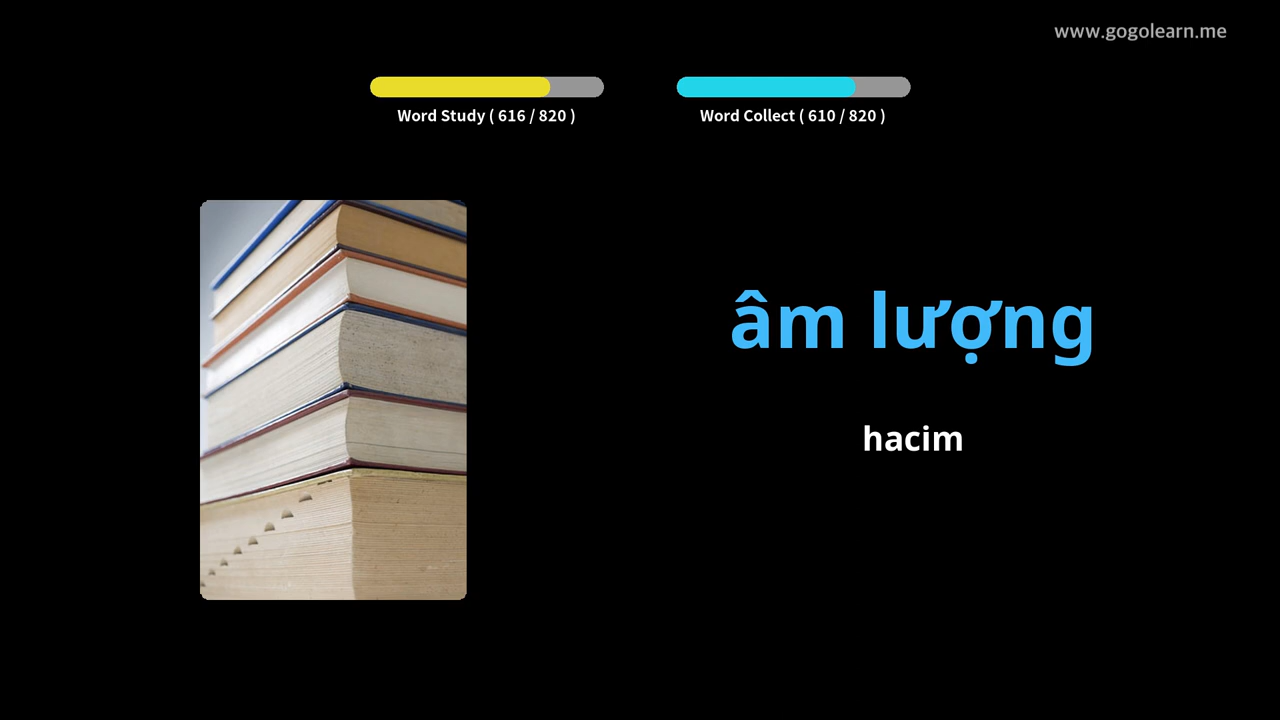 www.gogolearn.me
Word Study ( 616 / 820 )
Word Collect ( 610 / 820 )
âm lượng
hacim